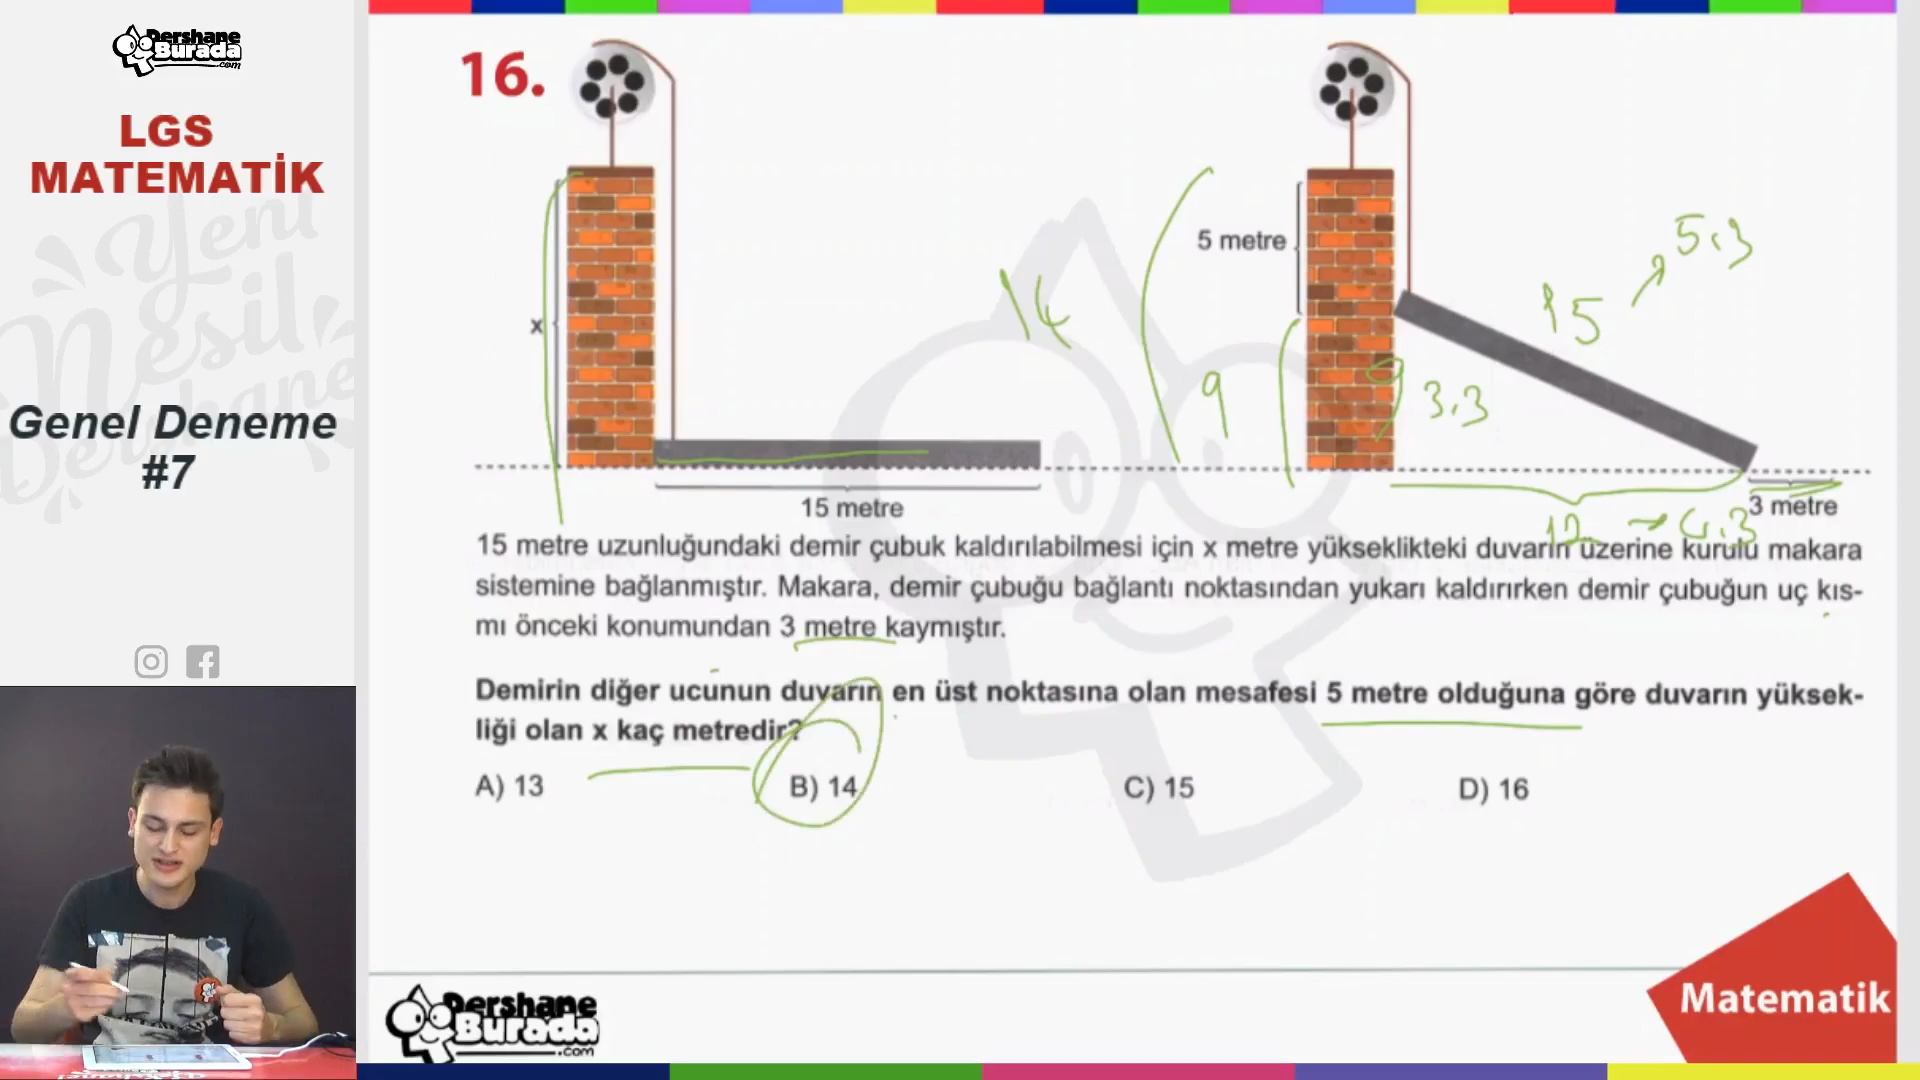 Dershane
Burada
.com
LGS
MATEMATİK
Yeni
Nesil
Dershane
Genel Deneme
#7
16.
x
15 metre
14
5 metre
9
9
3.3
15
5.3
12 → 4.3
3 metre
15 metre uzunluğundaki demir çubuk kaldırılabilmesi için x metre yükseklikteki duvarın üzerine kurulu makara
sistemine bağlanmıştır. Makara, demir çubuğu bağlantı noktasından yukarı kaldırırken demir çubuğun uç kıs-
mı önceki konumundan 3 metre kaymıştır.
Demirin diğer ucunun duvarın en üst noktasına olan mesafesi 5 metre olduğuna göre duvarın yüksek-
liği olan x kaç metredir?
A) 13
B) 14
C) 15
D) 16
Dershane
Burada
.com
Matematik